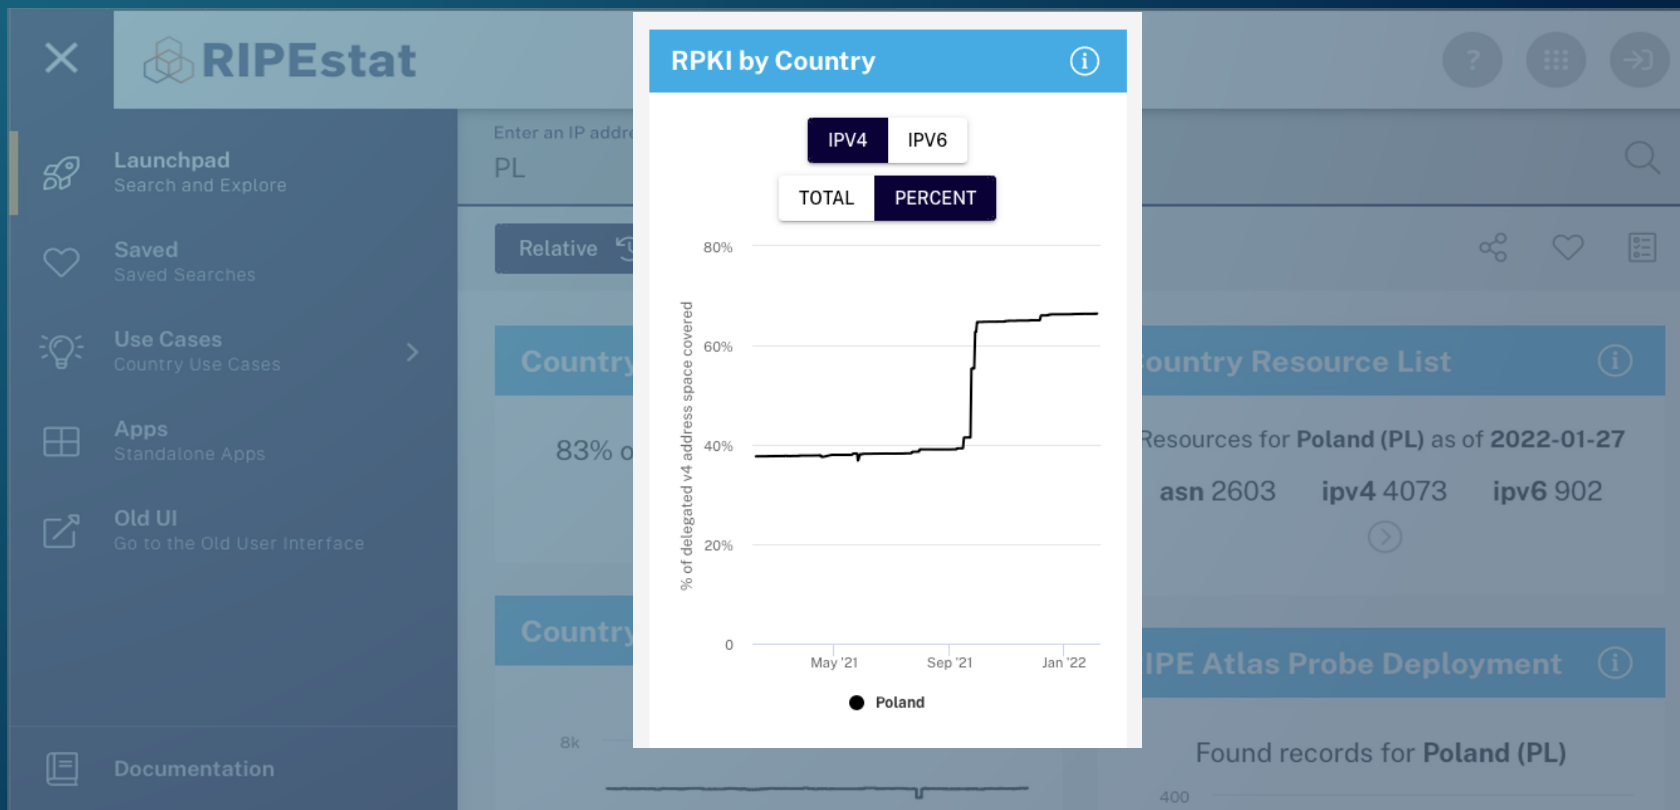 RIPEstat
Launchpad
Search and Explore
Saved
Saved Searches
Use Cases
Country Use Cases
Apps
Standalone Apps
Old UI
Go to the Old User Interface
Documentation
Enter an IP addre
PL
Relative
Country
83% o
Country
8k
RPKI by Country
IPV4 IPV6
TOTAL PERCENT
% of delegated v4 address space covered
80%
60%
40%
20%
0
May '21 Sep '21 Jan '22
Poland
?
ountry Resource List
Resources for Poland (PL) as of 2022-01-27
asn 2603 ipv4 4073 ipv6 902
IPE Atlas Probe Deployment
Found records for Poland (PL)
400